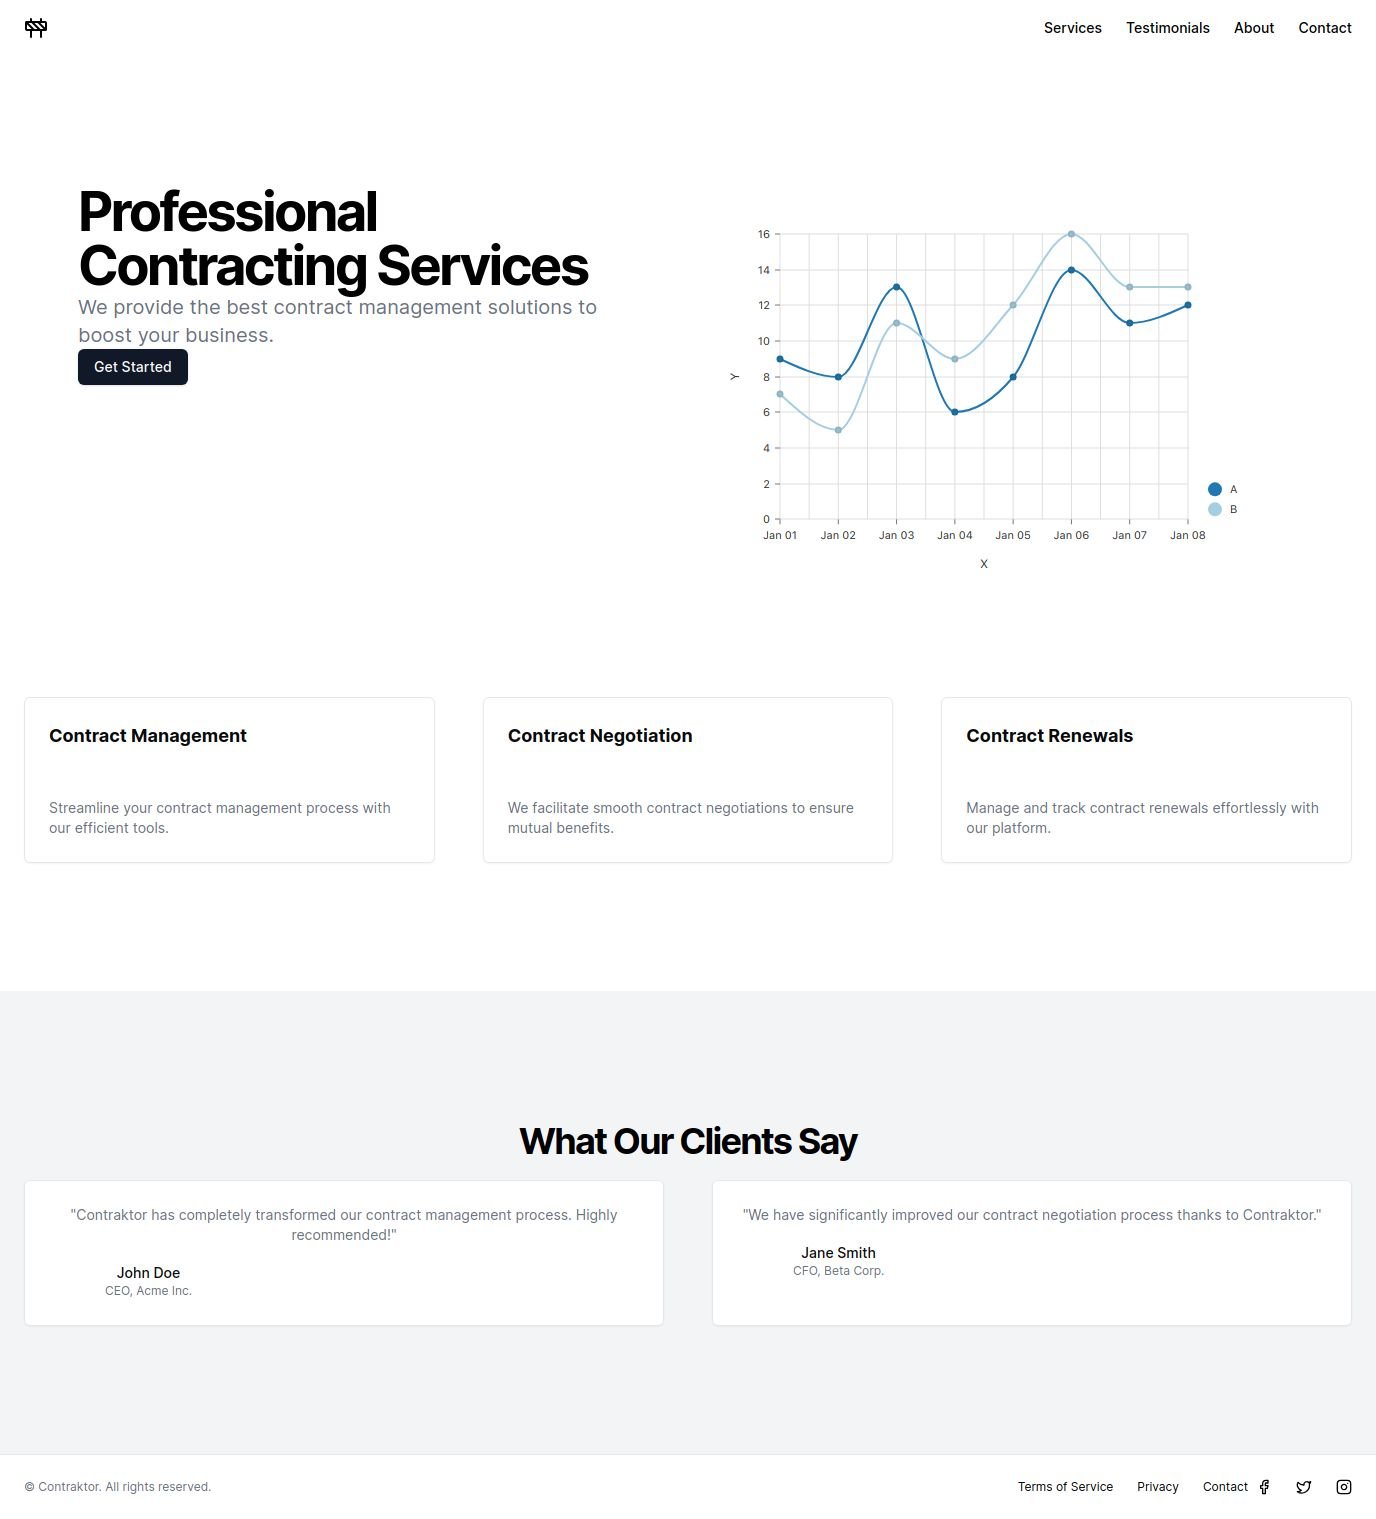 Services Testimonials About Contact
Professional
Contracting Services
We provide the best contract management solutions to
boost your business.
Get Started
16
14
12
10
8
6
4
2
0
Y
Jan 01 Jan 02 Jan 03 Jan 04 Jan 05 Jan 06 Jan 07 Jan 08
X
A
B
Contract Management
Streamline your contract management process with
our efficient tools.
Contract Negotiation
We facilitate smooth contract negotiations to ensure
mutual benefits.
Contract Renewals
Manage and track contract renewals effortlessly with
our platform.
What Our Clients Say
"Contraktor has completely transformed our contract management process. Highly
recommended!"
John Doe
CEO, Acme Inc.
"We have significantly improved our contract negotiation process thanks to Contraktor."
Jane Smith
CFO, Beta Corp.
© Contraktor. All rights reserved.
Terms of Service Privacy Contact